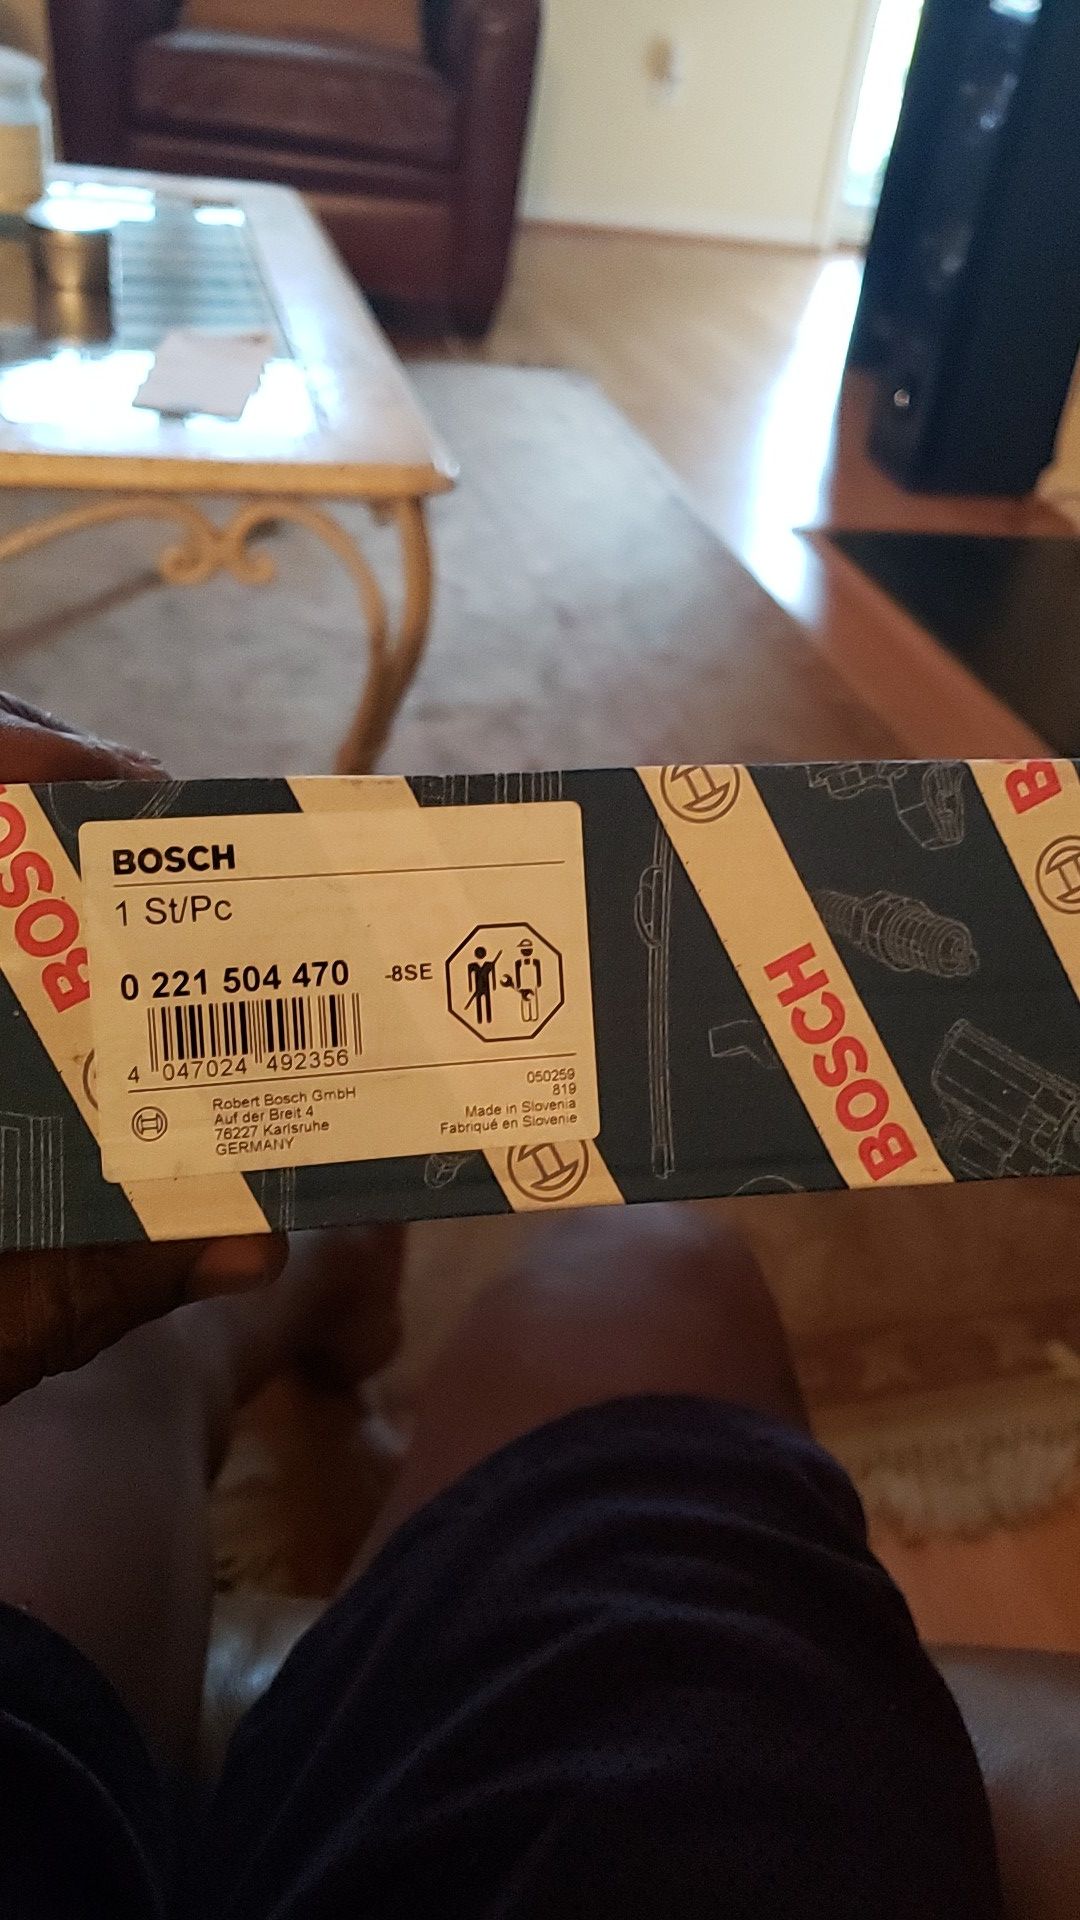 BOSCH
1 St/Pc
0 221 504 470 -8SE
4 047024 492356
Robert Bosch GmbH
Auf der Breit 4
76227 Karlsruhe
GERMANY
050259
819
Made in Slovenia
Fabriqué en Slovenie
BOSCH
BOSCH
BOS